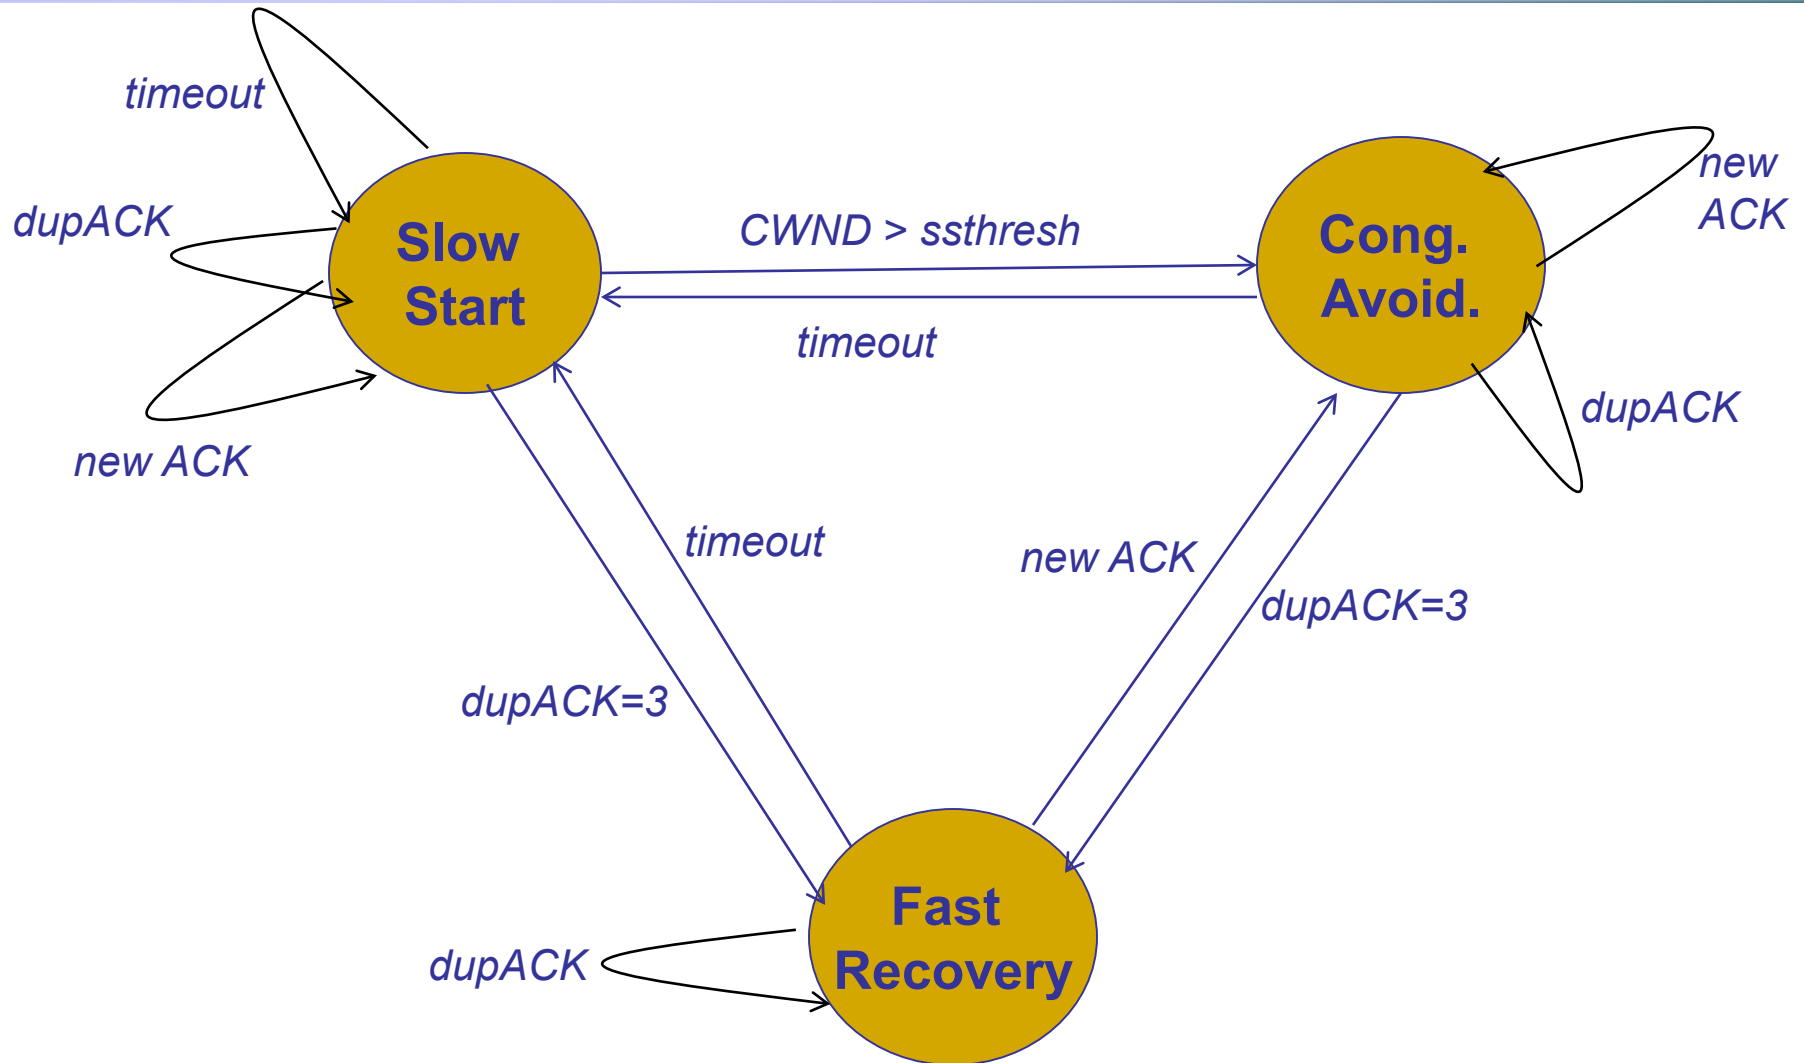 timeout
dupACK
Slow
Start
new ACK
CWND > ssthresh
timeout
Cong.
Avoid.
new
ACK
dupACK
timeout
dupACK=3
new ACK
dupACK=3
Fast
Recovery
dupACK